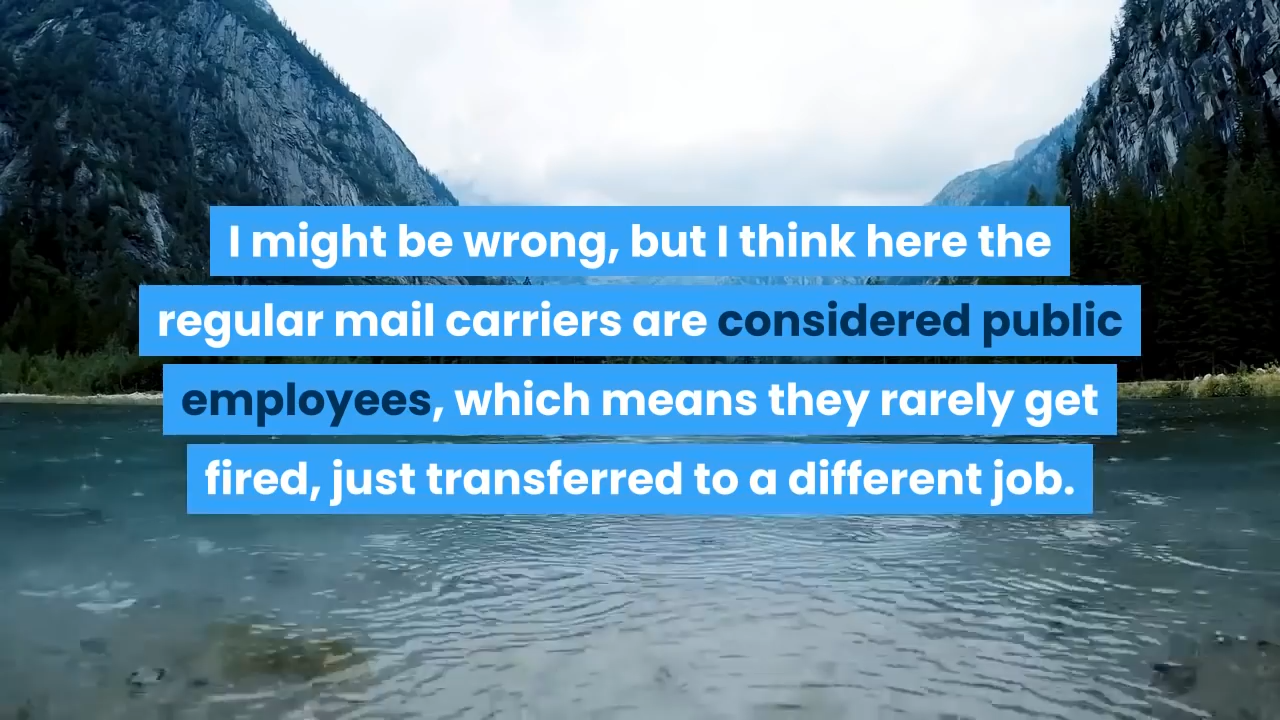 I might be wrong, but I think here the
regular mail carriers are considered public
employees, which means they rarely get
fired, just transferred to a different job.